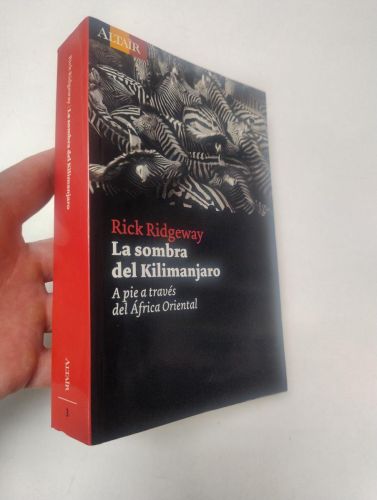 ALTAÏR
Rick Ridgeway
La sombra
del Kilimanjaro
A pie a través
del África Oriental
Rick Ridgeway · La sombra del Kilimanjaro
ALTAÏR
3